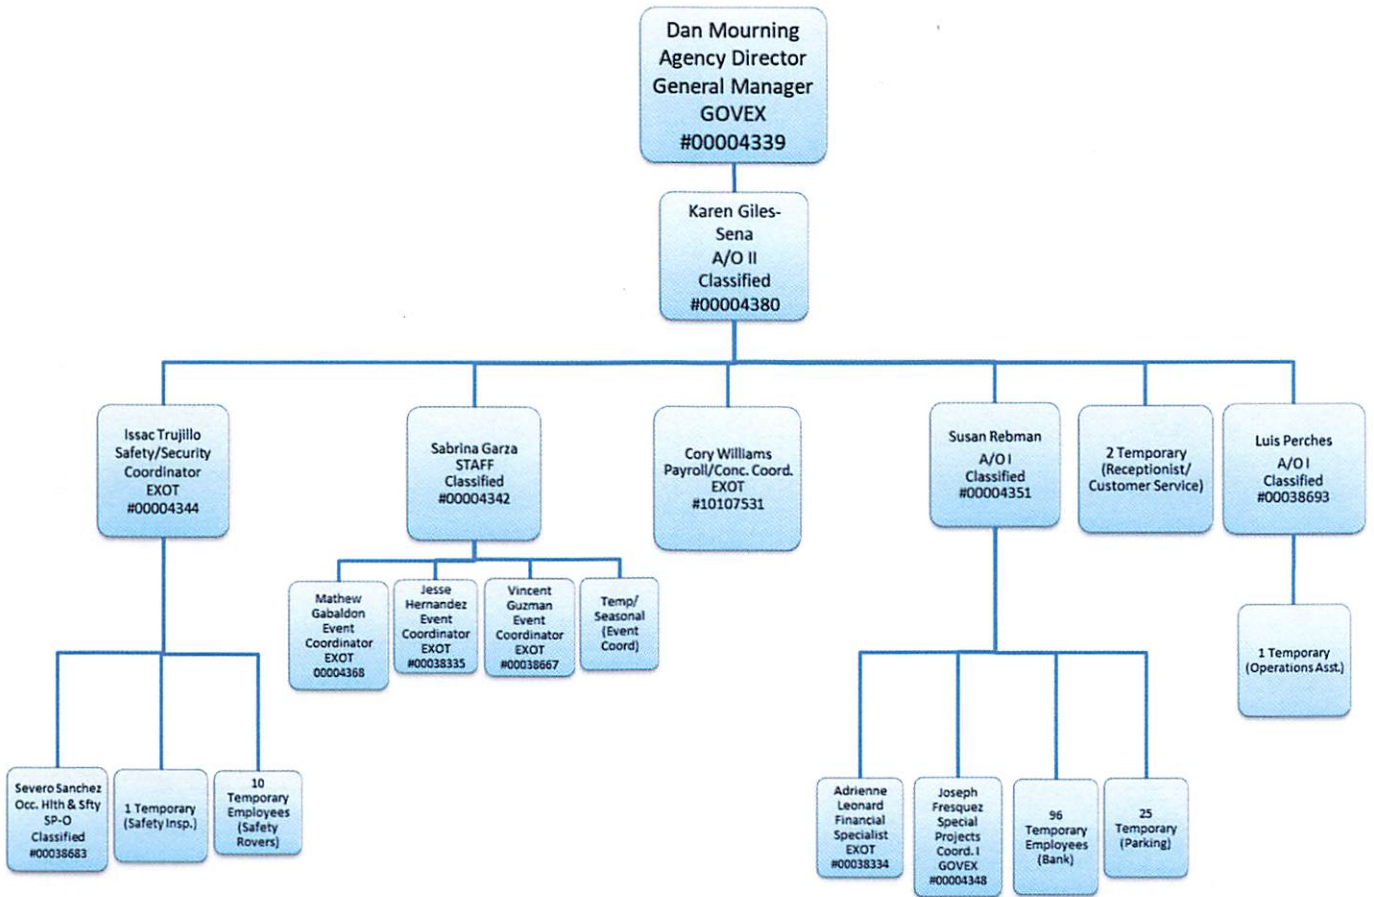 Dan Mourning
Agency Director
General Manager
GOVEX
#00004339
Karen Giles-
Sena
A/O II
Classified
#00004380
Issac Trujillo
Safety/Security
Coordinator
EXOT
#00004344
Sabrina Garza
STAFF
Classified
#00004342
Cory Williams
Payroll/Conc. Coord.
EXOT
#10107531
Susan Rebman
A/O I
Classified
#00004351
2 Temporary
(Receptionist/
Customer Service)
Luis Perches
A/O I
Classified
#00038693
Mathew
Gabaldon
Event
Coordinator
EXOT
00004368
Jesse
Hernandez
Event
Coordinator
EXOT
#00038335
Vincent
Guzman
Event
Coordinator
EXOT
#00038667
Temp/
Seasonal
(Event
Coord)
1 Temporary
(Operations Asst.)
Severo Sanchez
Occ. Hlth & Sfty
SP-O
Classified
#00038683
1 Temporary
(Safety Insp.)
10
Temporary
Employees
(Safety
Rovers)
Adrienne
Leonard
Financial
Specialist
EXOT
#00038334
Joseph
Fresquez
Special
Projects
Coord. I
GOVEX
#00004348
96
Temporary
Employees
(Bank)
25
Temporary
(Parking)